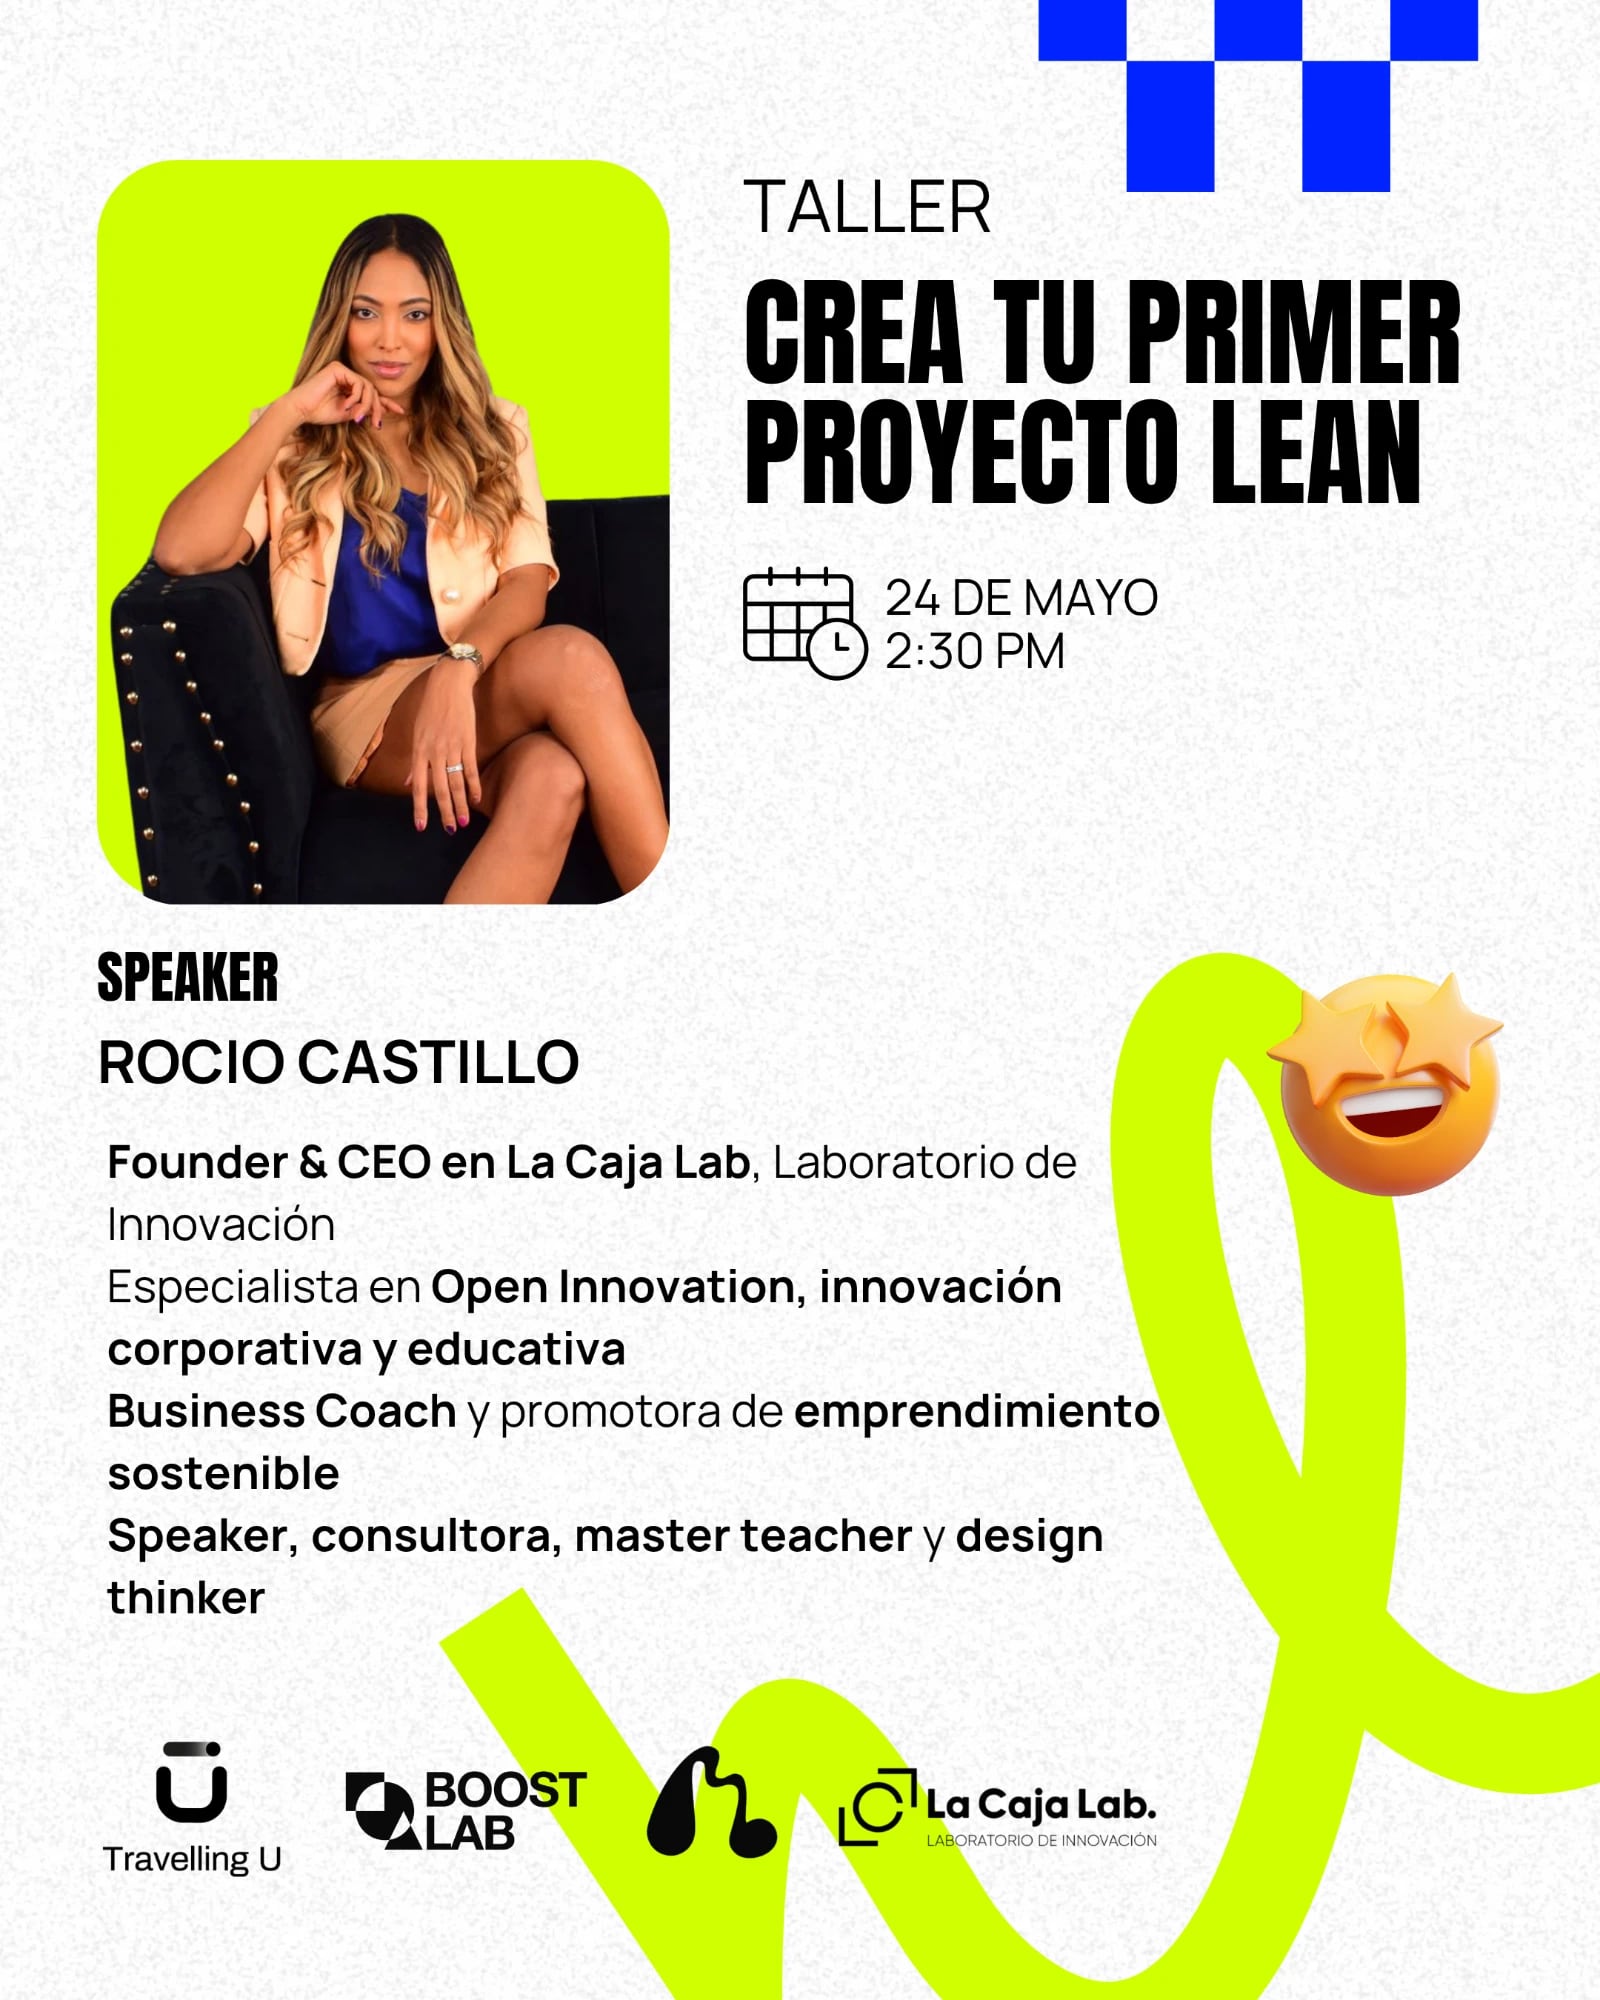 TALLER
CREA TU PRIMER
PROYECTO LEAN
24 DE MAYO
2:30 PM
SPEAKER
ROCIO CASTILLO
Founder & CEO en La Caja Lab, Laboratorio de
Innovación
Especialista en Open Innovation, innovación
corporativa y educativa
Business Coach y promotora de emprendimiento
sostenible
Speaker, consultora, master teacher y design
thinker
Travelling U
BOOST
LAB
La Caja Lab.
LABORATORIO DE INNOVACIÓN